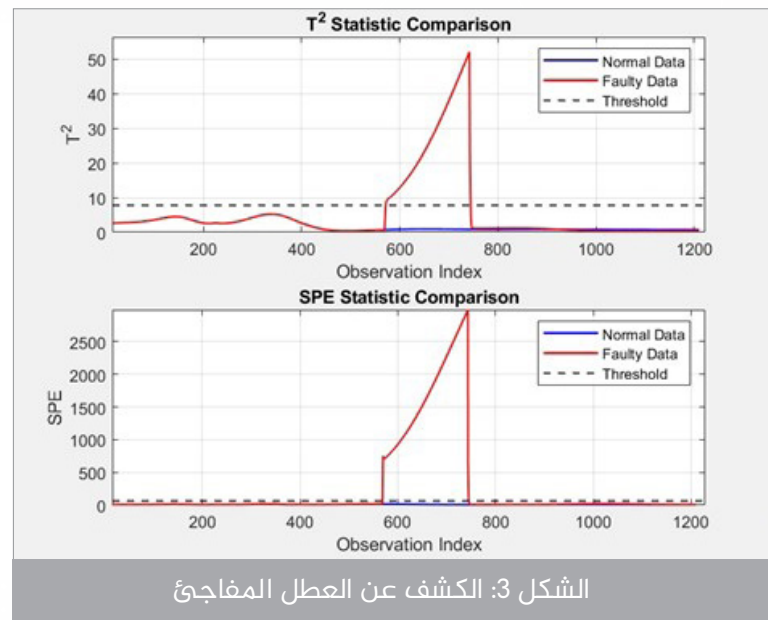 T² Statistic Comparison
50
40
30
20
10
0
T²
Normal Data
Faulty Data
Threshold
200 400 600 800 1000 1200
Observation Index
SPE Statistic Comparison
2500
2000
1500
1000
500
0
SPE
Normal Data
Faulty Data
Threshold
200 400 600 800 1000 1200
Observation Index
الشكل 3: الكشف عن العطل المفاجئ